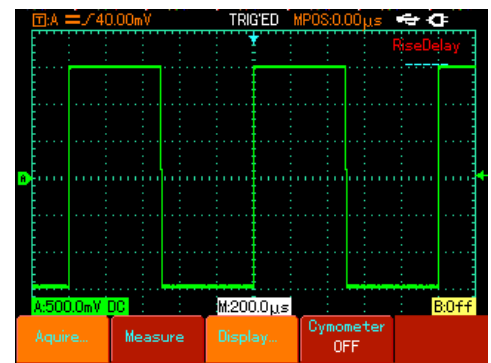 T:A 40.00mV TRIG'ED MPOS:0.00µs
RiseDelay
------
A
A:500.0mV DC M:200.0µs B:Off
Aquire... Measure Display... Cymometer
OFF